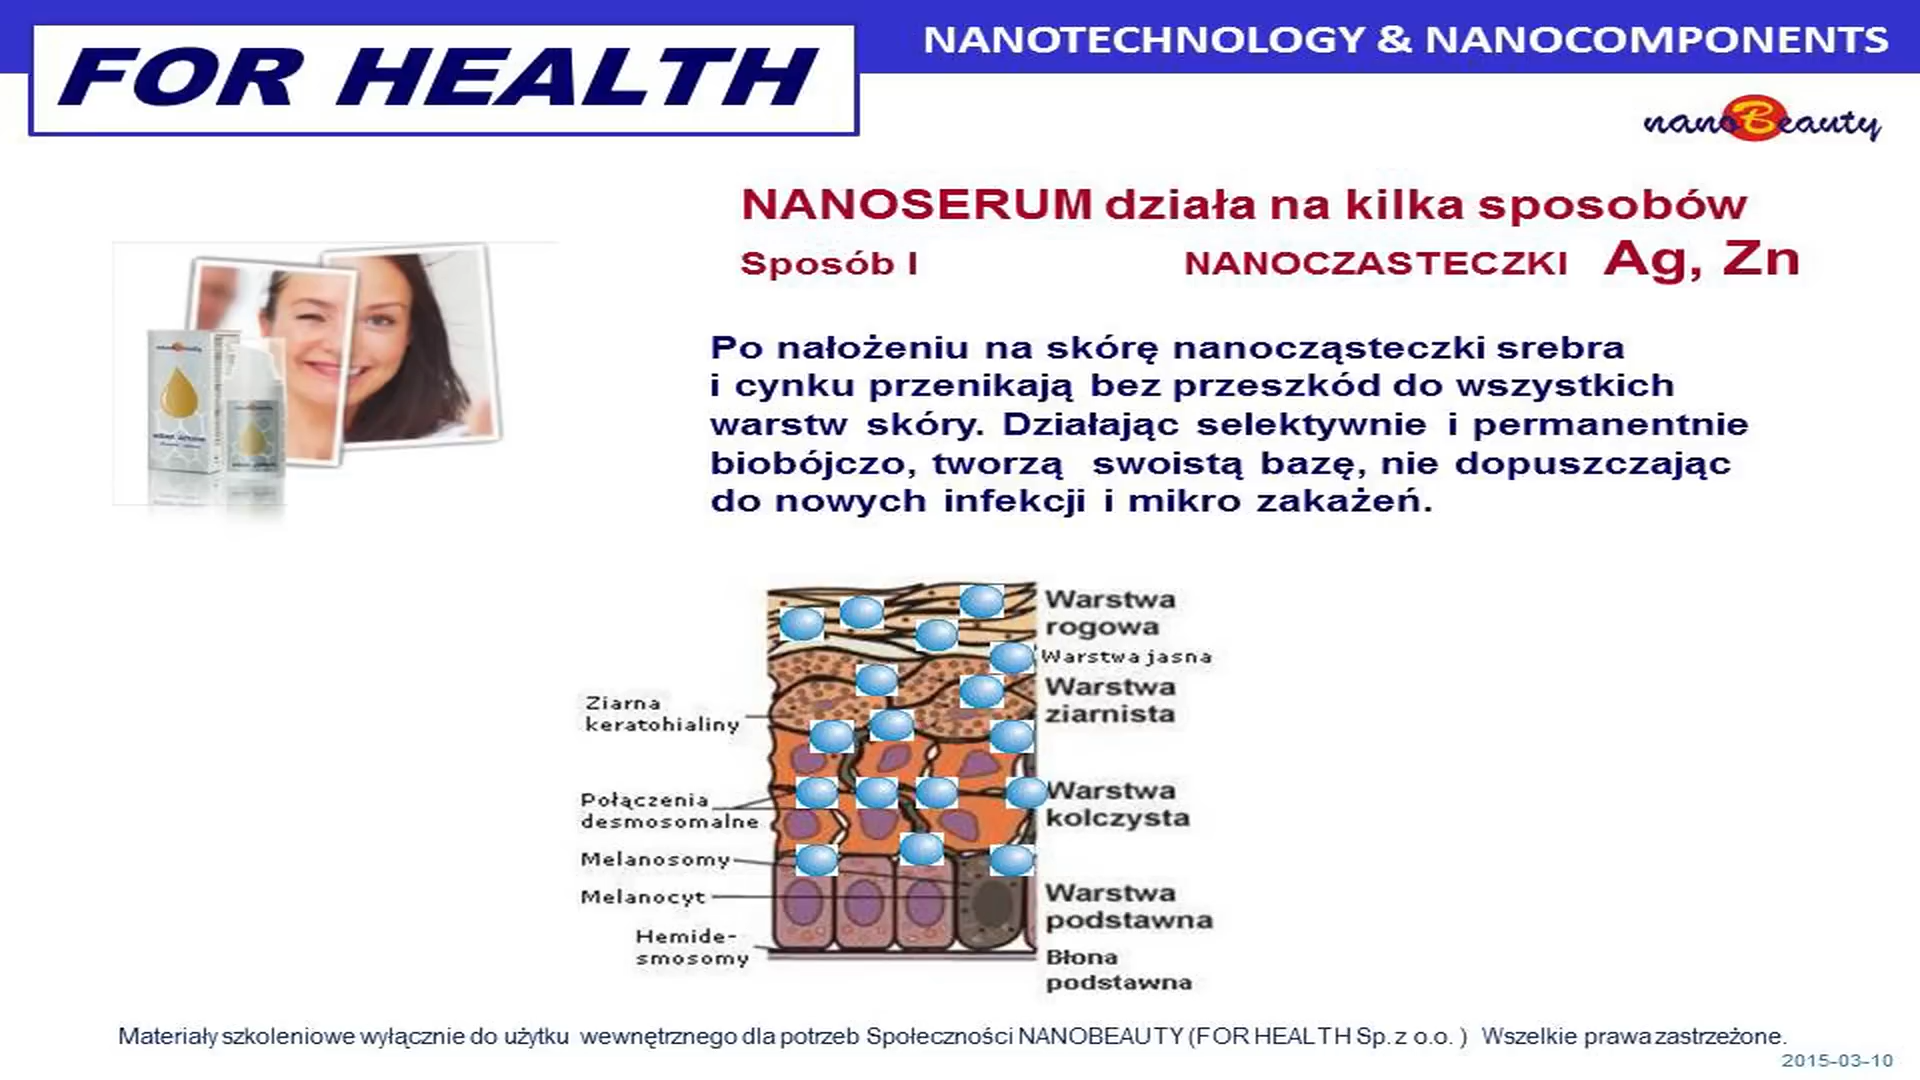 NANOTECHNOLOGY & NANOCOMPONENTS
FOR HEALTH
nanoBeauty
NANOSERUM działa na kilka sposobów
Sposób I NANOCZASTECZKI Ag, Zn
Po nałożeniu na skórę nanocząsteczki srebra
i cynku przenikają bez przeszkód do wszystkich
warstw skóry. Działając selektywnie i permanentnie
biobójczo, tworzą swoistą bazę, nie dopuszczając
do nowych infekcji i mikro zakażeń.
Warstwa
rogowa
Warstwa jasna
Warstwa
ziarnista
Ziarna
keratohialiny
Warstwa
kolczysta
Połączenia
desmosomalne
Melanosomy
Melanocyt
Warstwa
podstawna
Hemide-
smosomy
Błona
podstawna
Materiały szkoleniowe wyłącznie do użytku wewnętrznego dla potrzeb Społeczności NANOBEAUTY (FOR HEALTH Sp. z o.o. ) Wszelkie prawa zastrzeżone.
2015-03-10